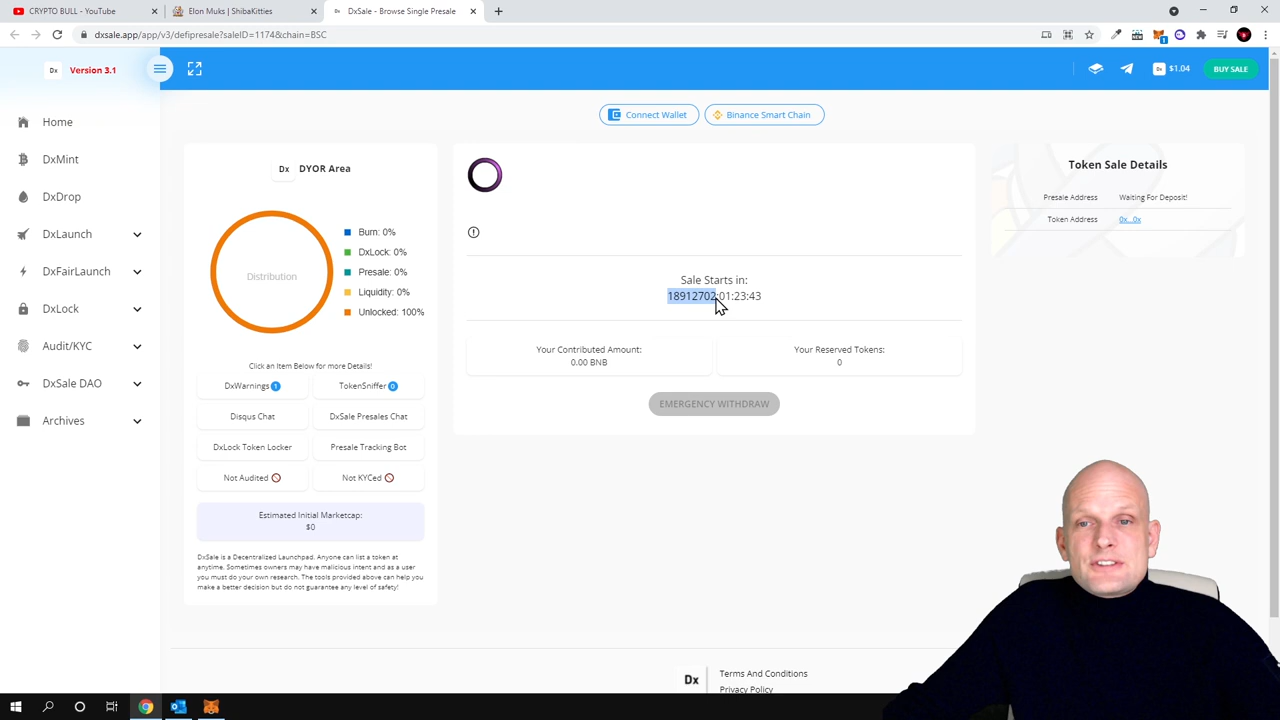 CRYPTO BULL - YouTube
Elon Muks | ShibaKitties
DxSale - Browse Single Presale
dxsale.app/app/v3/defipresale?saleID=1174&chain=BSC
Dx Version 3.1
Dx $1.04
BUY SALE
Home
DxMint
DxDrop
DxLaunch
DxFairLaunch
DxLock
Audit/KYC
DxSale DAO
Archives
Connect Wallet
Binance Smart Chain
Dx DYOR Area
Distribution
Burn: 0%
DxLock: 0%
Presale: 0%
Liquidity: 0%
Unlocked: 100%
Click an Item Below for more Details!
DxWarnings 1
TokenSniffer 0
Disqus Chat
DxSale Presales Chat
DxLock Token Locker
Presale Tracking Bot
Not Audited
Not KYCed
Estimated Initial Marketcap:
$0
DxSale is a Decentralized Launchpad. Anyone can list a token at
anytime. Sometimes owners may have malicious intent and as a user
you must do your own research. The tools provided above can help you
make a better decision but do not guarantee any level of safety!
Sale Starts in:
18912702:01:23:43
Your Contributed Amount:
0.00 BNB
Your Reserved Tokens:
0
EMERGENCY WITHDRAW
Token Sale Details
Presale Address Waiting For Deposit!
Token Address 0x...0x
Dx
Terms And Conditions
Privacy Policy